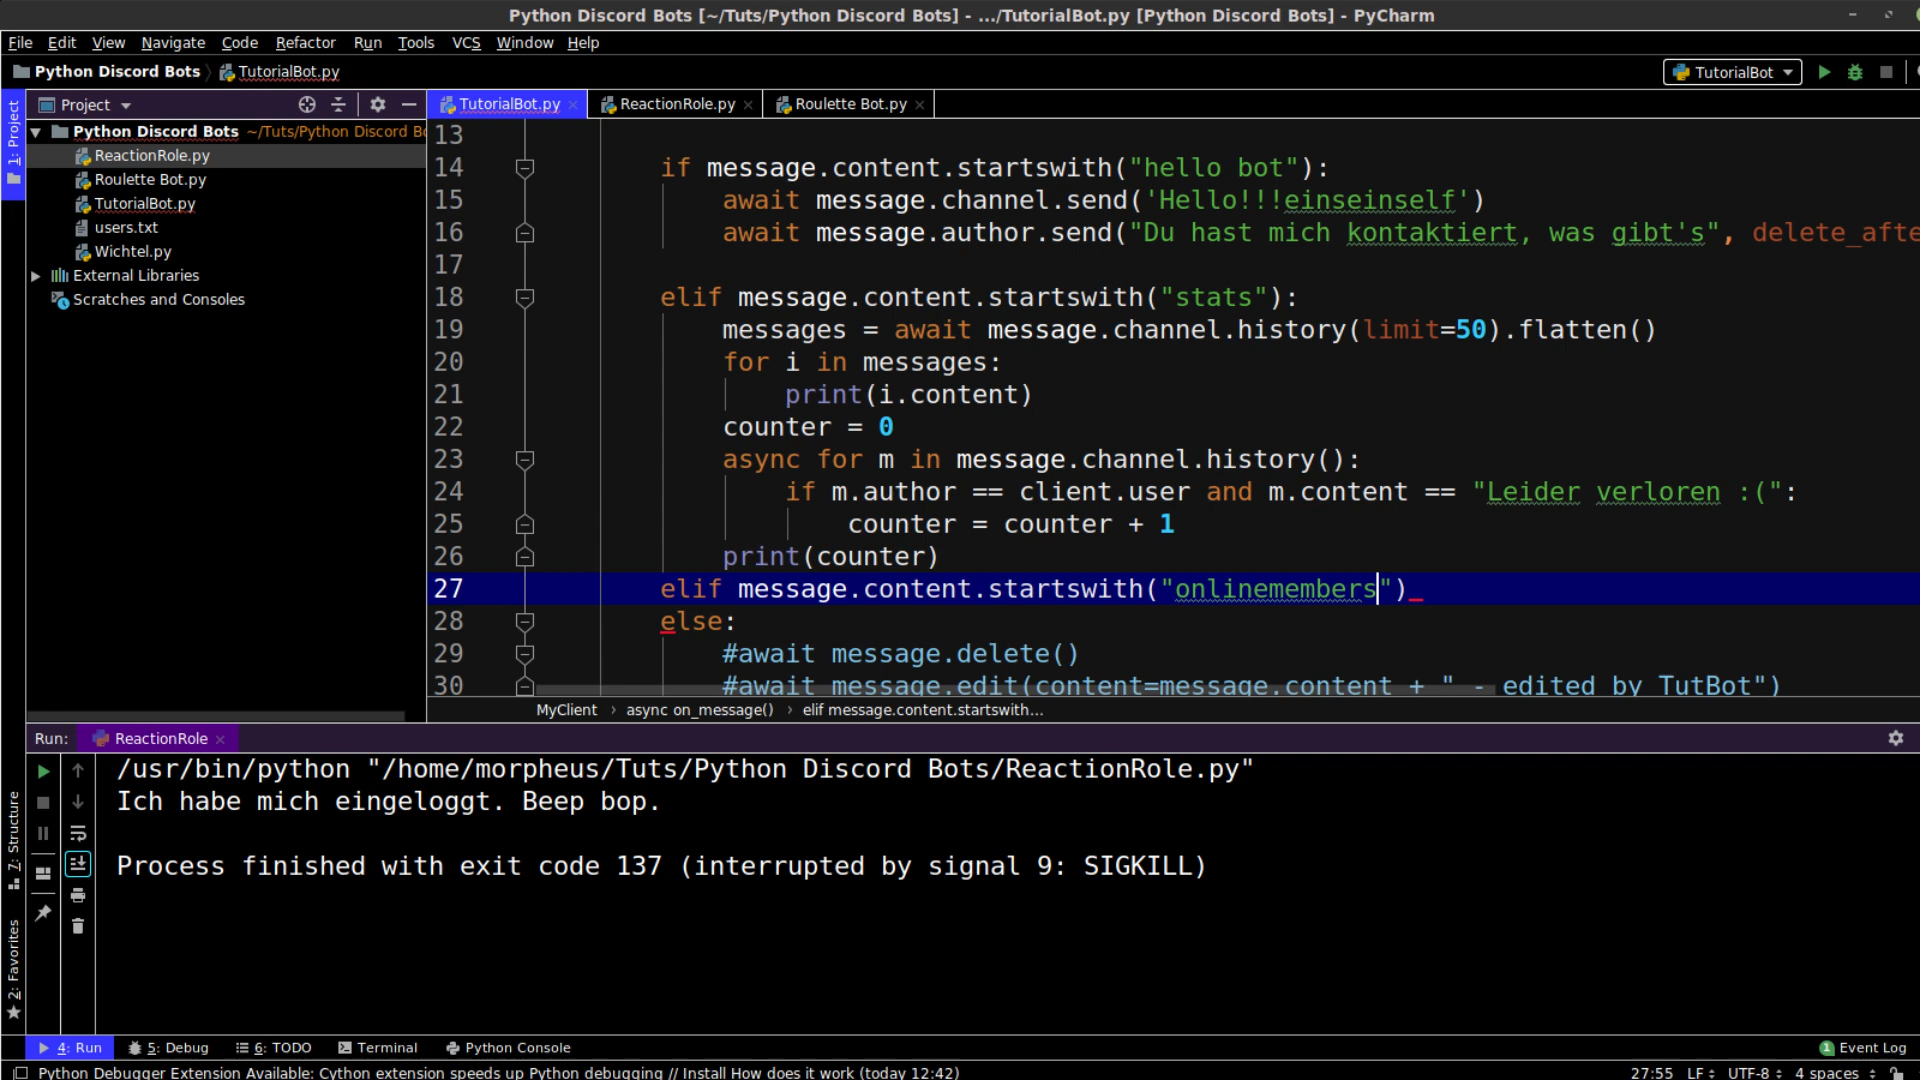 Python Discord Bots [~/Tuts/Python Discord Bots] - .../TutorialBot.py [Python Discord Bots] - PyCharm
File Edit View Navigate Code Refactor Run Tools VCS Window Help
Python Discord Bots TutorialBot.py TutorialBot
1: Project Project TutorialBot.py ReactionRole.py Roulette Bot.py
Python Discord Bots ~/Tuts/Python Discord Bo
ReactionRole.py
Roulette Bot.py
TutorialBot.py
users.txt
Wichtel.py
External Libraries
Scratches and Consoles
13
14 if message.content.startswith("hello bot"):
15 await message.channel.send('Hello!!!einseinself')
16 await message.author.send("Du hast mich kontaktiert, was gibt's", delete_afte
17
18 elif message.content.startswith("stats"):
19 messages = await message.channel.history(limit=50).flatten()
20 for i in messages:
21 print(i.content)
22 counter = 0
23 async for m in message.channel.history():
24 if m.author == client.user and m.content == "Leider verloren :(":
25 counter = counter + 1
26 print(counter)
27 elif message.content.startswith("onlinemembers")
28 else:
29 #await message.delete()
30 #await message.edit(content=message.content + " - edited by TutBot")
MyClient › async on_message() › elif message.content.startswith...
Run: ReactionRole
/usr/bin/python "/home/morpheus/Tuts/Python Discord Bots/ReactionRole.py"
Ich habe mich eingeloggt. Beep bop.
Process finished with exit code 137 (interrupted by signal 9: SIGKILL)
7: Structure
2: Favorites
4: Run 5: Debug 6: TODO Terminal Python Console 1 Event Log
Python Debugger Extension Available: Cython extension speeds up Python debugging // Install How does it work (today 12:42) 27:55 LF UTF-8 4 spaces